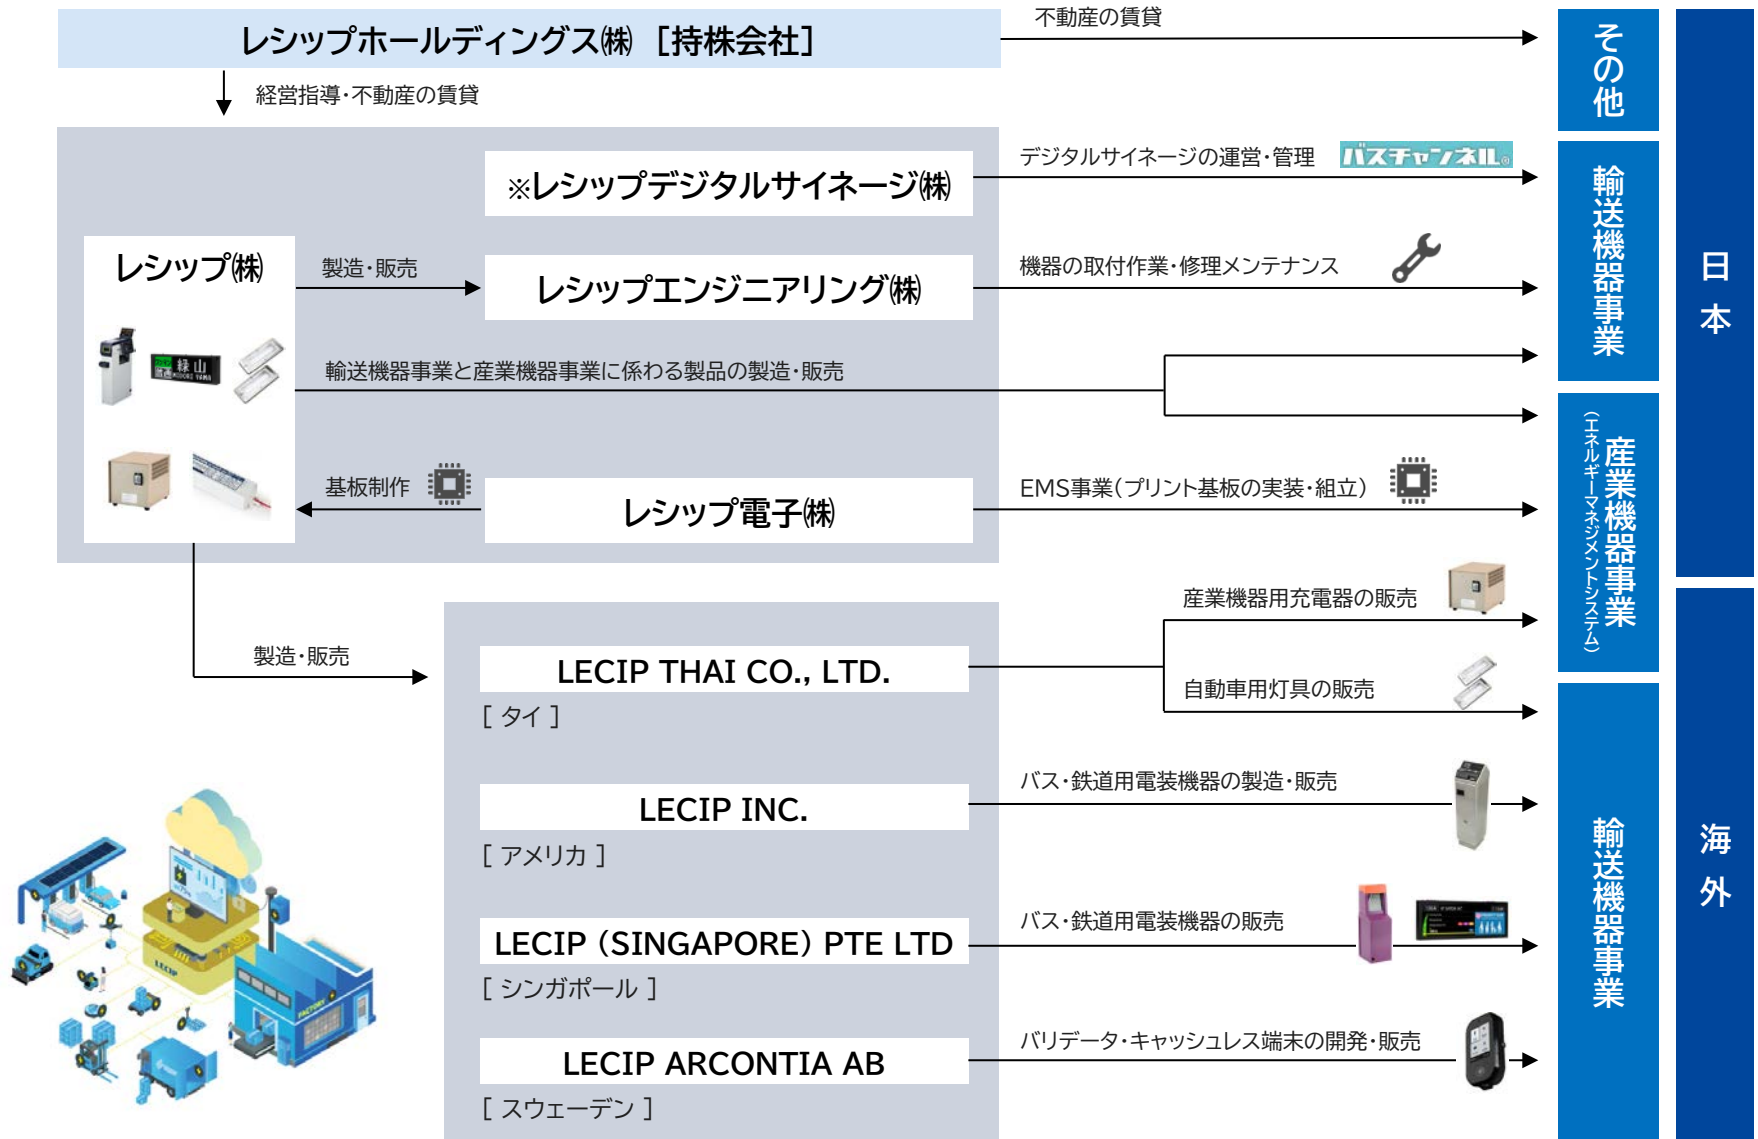 レシップホールディングス㈱［持株会社］
不動産の賃貸
経営指導・不動産の賃貸
その他
日本
※レシップデジタルサイネージ㈱
デジタルサイネージの運営・管理
バスチャンネル®
輸送機器事業
レシップ㈱
製造・販売
レシップエンジニアリング㈱
機器の取付作業・修理メンテナンス
緑山
MIDORI YAMA
輸送機器事業と産業機器事業に係わる製品の製造・販売
産業機器事業
（エネルギーマネジメントシステム）
基板制作
レシップ電子㈱
EMS事業（プリント基板の実装・組立）
産業機器用充電器の販売
製造・販売
LECIP THAI CO., LTD.
[ タイ ]
自動車用灯具の販売
海外
輸送機器事業
LECIP INC.
[ アメリカ ]
バス・鉄道用電装機器の製造・販売
LECIP（SINGAPORE）PTE LTD
[ シンガポール ]
バス・鉄道用電装機器の販売
LECIP ARCONTIA AB
[ スウェーデン ]
バリデータ・キャッシュレス端末の開発・販売
LECIP
FACTORY